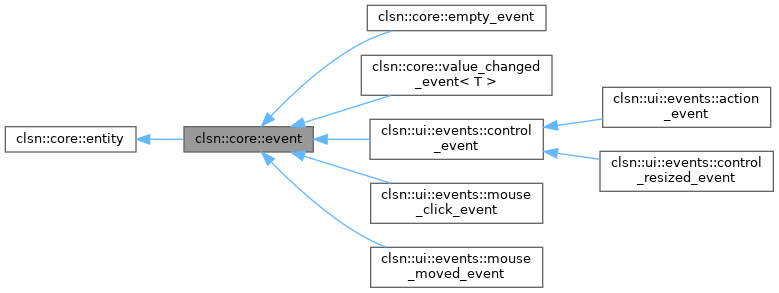 clsn::core::empty_event
clsn::core::value_changed
_event< T >
clsn::ui::events::action
_event
clsn::core::entity
clsn::core::event
clsn::ui::events::control
_event
clsn::ui::events::control
_resized_event
clsn::ui::events::mouse
_click_event
clsn::ui::events::mouse
_moved_event